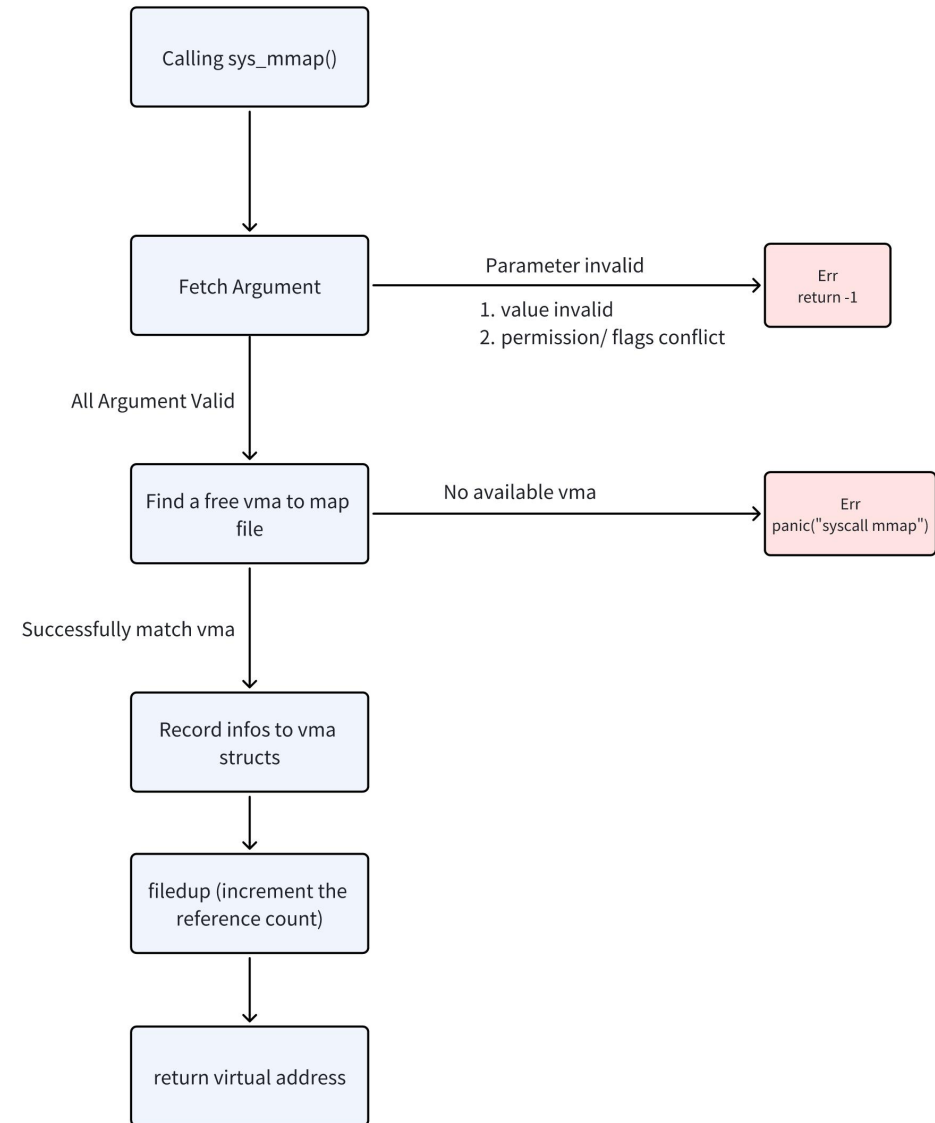 Calling sys_mmap()
Fetch Argument
Parameter invalid
1. value invalid
2. permission/ flags conflict
Err
return -1
All Argument Valid
Find a free vma to map
file
No available vma
Err
panic("syscall mmap")
Successfully match vma
Record infos to vma
structs
filedup (increment the
reference count)
return virtual address